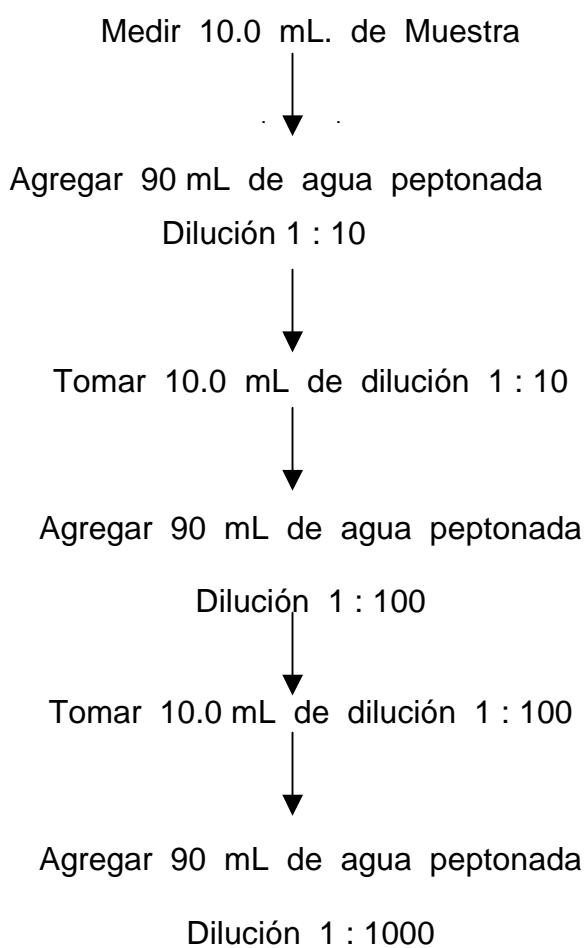 Medir 10.0 mL. de Muestra
Agregar 90 mL de agua peptonada
Dilución 1 : 10
Tomar 10.0 mL de dilución 1 : 10
Agregar 90 mL de agua peptonada
Dilución 1 : 100
Tomar 10.0 mL de dilución 1 : 100
Agregar 90 mL de agua peptonada
Dilución 1 : 1000